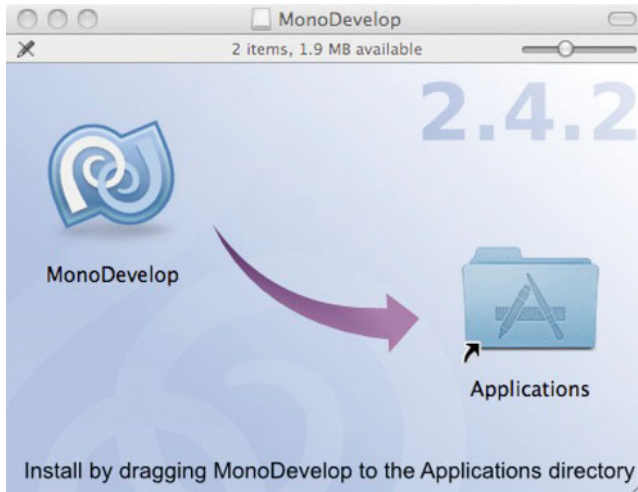 MonoDevelop
2 items, 1.9 MB available
2.4.2
MonoDevelop
Applications
Install by dragging MonoDevelop to the Applications directory